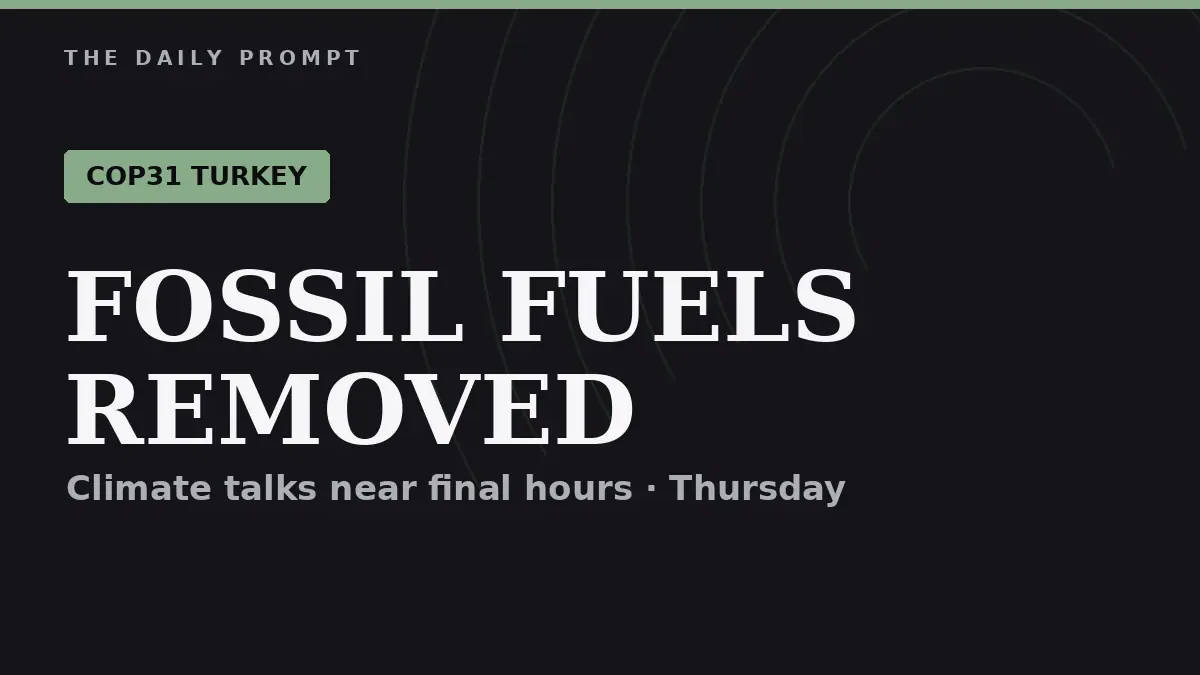 THE DAILY PROMPT
COP31 TURKEY
FOSSIL FUELS
REMOVED
Climate talks near final hours · Thursday